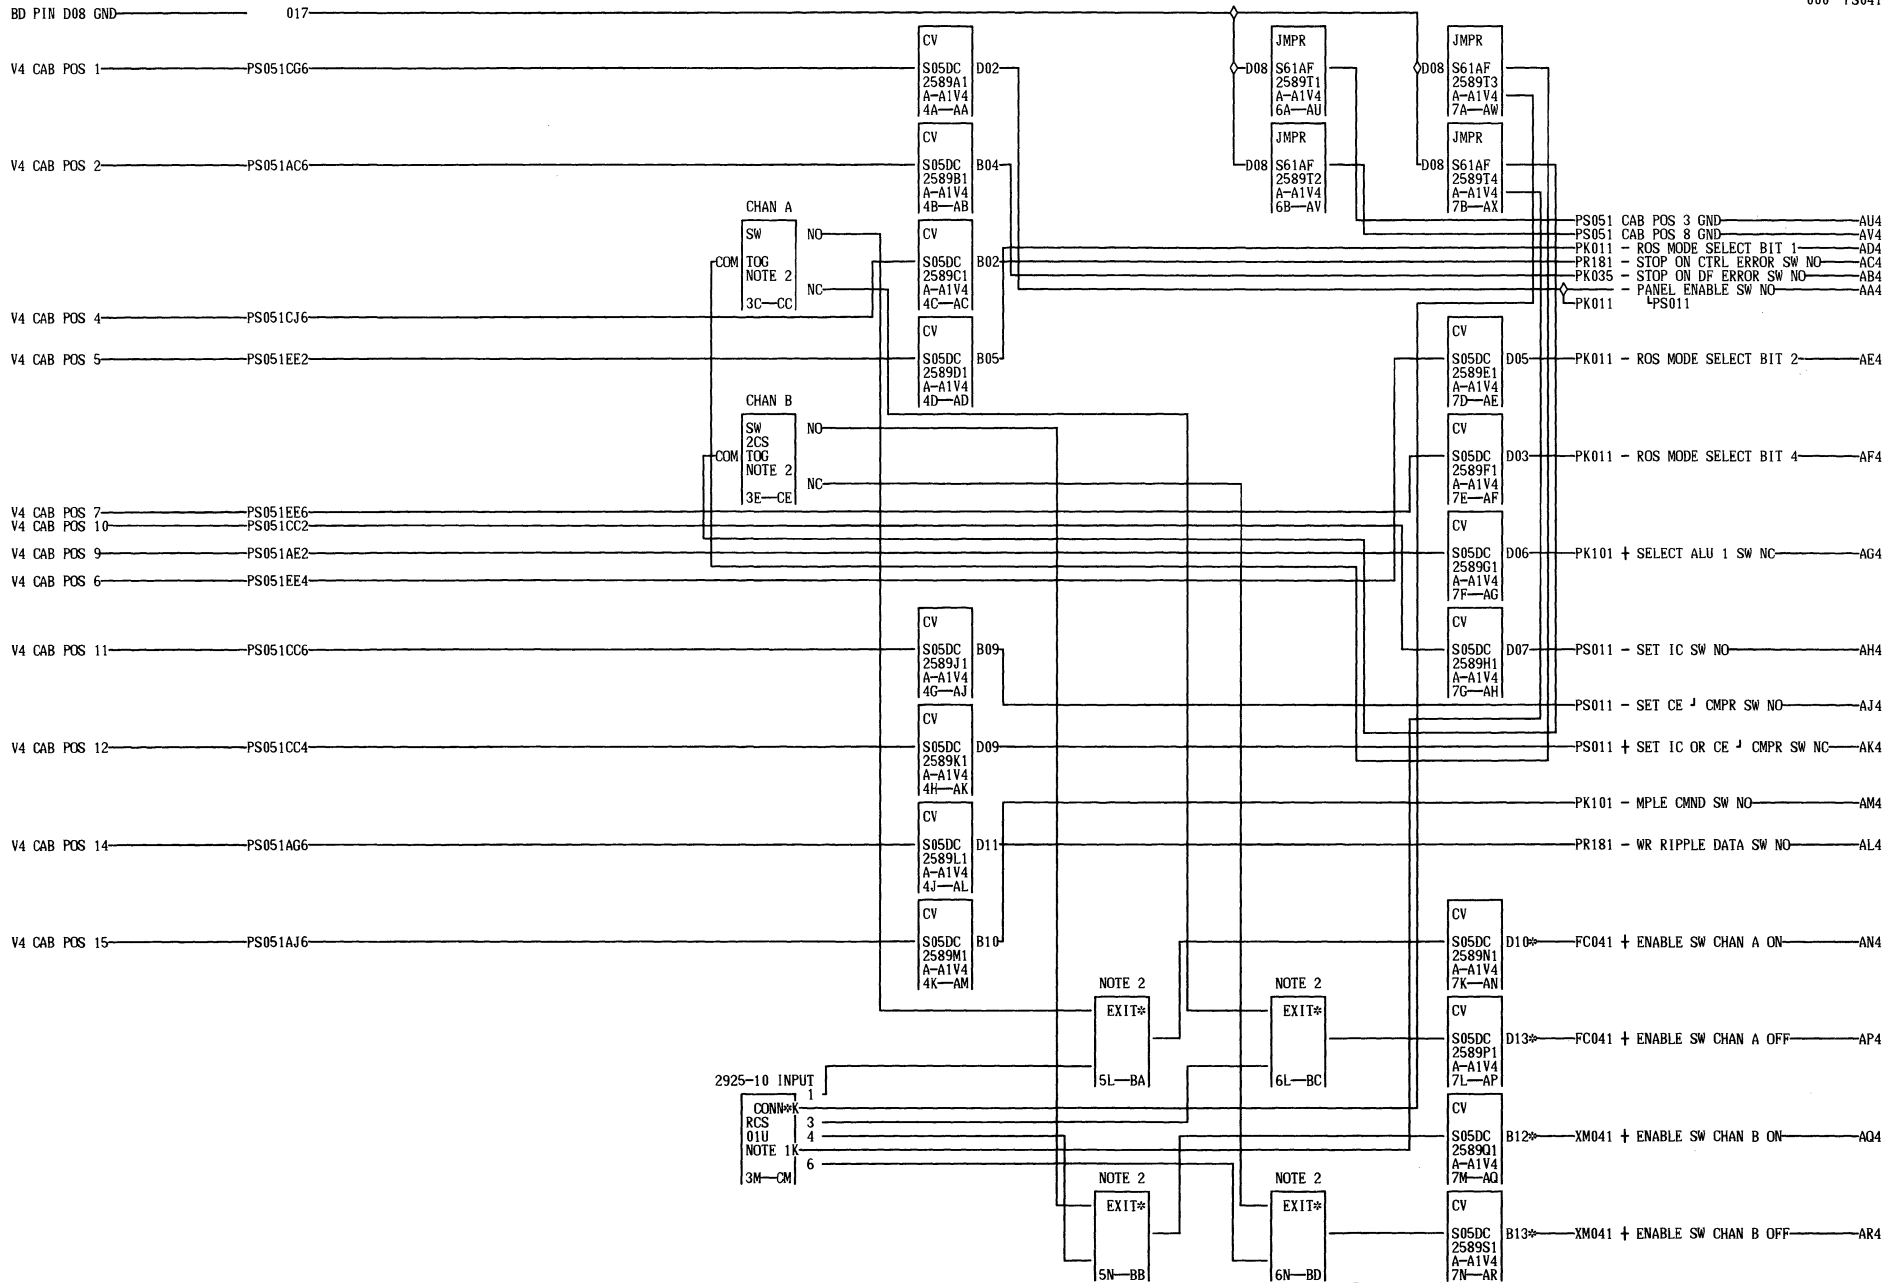 BD PIN D08 GND 017
000 PS041
V4 CAB POS 1 PS051CG6
CV
S05DC D02
2589A1
A-A1V4
4A—AA
D08 JMPR
S61AF
2589T1
A-A1V4
6A—AU
D08 JMPR
S61AF
2589T3
A-A1V4
7A—AW
V4 CAB POS 2 PS051AC6
CV
S05DC B04
2589B1
A-A1V4
4B—AB
D08 JMPR
S61AF
2589T2
A-A1V4
6B—AV
D08 JMPR
S61AF
2589T4
A-A1V4
7B—AX
CHAN A
SW NO
COM TOG
NOTE 2
NC
3C—CC
CV
S05DC B02
2589C1
A-A1V4
4C—AC
PS051 CAB POS 3 GND AU4
PS051 CAB POS 8 GND AV4
PK011 - ROS MODE SELECT BIT 1 AD4
PR181 - STOP ON CTRL ERROR SW NO AC4
PK035 - STOP ON DF ERROR SW NO AB4
- PANEL ENABLE SW NO AA4
PK011 PS011
V4 CAB POS 4 PS051CJ6
V4 CAB POS 5 PS051EE2
CV
S05DC B05
2589D1
A-A1V4
4D—AD
CV
S05DC D05 PK011 - ROS MODE SELECT BIT 2 AE4
2589E1
A-A1V4
7D—AE
CHAN B
SW NO
2CS
COM TOG
NOTE 2
NC
3E—CE
CV
S05DC D03 PK011 - ROS MODE SELECT BIT 4 AF4
2589F1
A-A1V4
7E—AF
V4 CAB POS 7 PS051EE6
V4 CAB POS 10 PS051CC2
V4 CAB POS 9 PS051AE2
V4 CAB POS 6 PS051EE4
CV
S05DC D06 PK101 + SELECT ALU 1 SW NC AG4
2589G1
A-A1V4
7F—AG
V4 CAB POS 11 PS051CC6
CV
S05DC B09
2589J1
A-A1V4
4G—AJ
CV
S05DC D07 PS011 - SET IC SW NO AH4
2589H1
A-A1V4
7G—AH
PS011 - SET CE ┘ CMPR SW NO AJ4
V4 CAB POS 12 PS051CC4
CV
S05DC D09 PS011 + SET IC OR CE ┘ CMPR SW NC AK4
2589K1
A-A1V4
4H—AK
PK101 - MPLE CMND SW NO AM4
V4 CAB POS 14 PS051AG6
CV
S05DC D11 PR181 - WR RIPPLE DATA SW NO AL4
2589L1
A-A1V4
4J—AL
V4 CAB POS 15 PS051AJ6
CV
S05DC B10
2589M1
A-A1V4
4K—AM
CV
S05DC D10* FC041 + ENABLE SW CHAN A ON AN4
2589N1
A-A1V4
7K—AN
NOTE 2
EXIT*
5L—BA
NOTE 2
EXIT*
6L—BC
CV
S05DC D13* FC041 + ENABLE SW CHAN A OFF AP4
2589P1
A-A1V4
7L—AP
2925-10 INPUT
1
CONN*K
RCS 3
01U 4
NOTE 1K
6
3M—CM
CV
S05DC B12* XM041 + ENABLE SW CHAN B ON AQ4
2589Q1
A-A1V4
7M—AQ
NOTE 2
EXIT*
5N—BB
NOTE 2
EXIT*
6N—BD
CV
S05DC B13* XM041 + ENABLE SW CHAN B OFF AR4
2589S1
A-A1V4
7N—AR